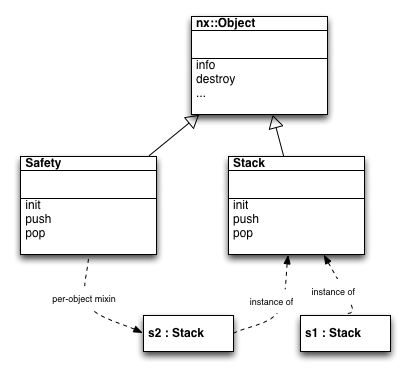 nx::Object
info
destroy
...
Safety
init
push
pop
Stack
init
push
pop
per-object mixin
instance of
instance of
s2 : Stack
s1 : Stack